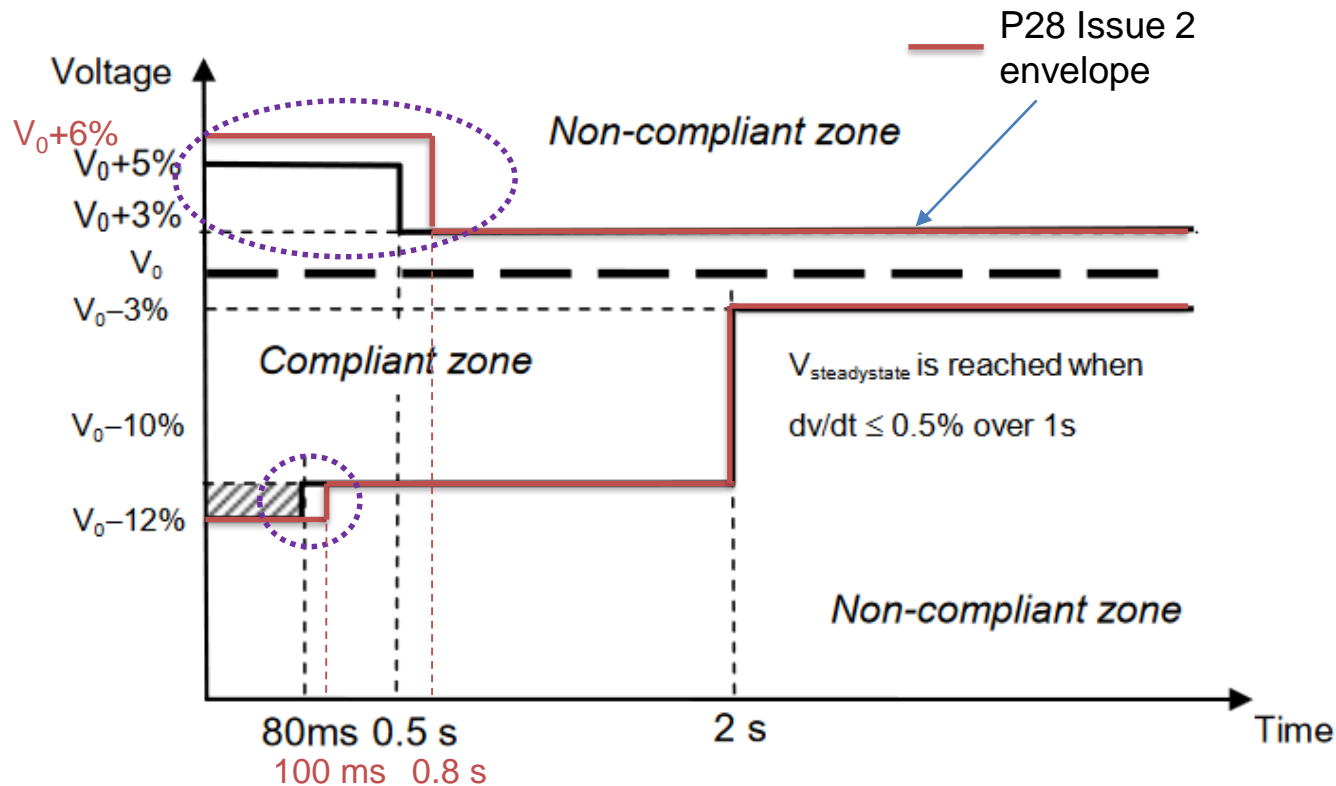 P28 Issue 2
envelope
Voltage
V₀+6%
Non-compliant zone
V₀+5%
V₀+3%
V₀
V₀−3%
Compliant zone
Vsteadystate is reached when
V₀−10%
dv/dt ≤ 0.5% over 1s
V₀−12%
Non-compliant zone
80ms 0.5 s
2 s
Time
100 ms 0.8 s